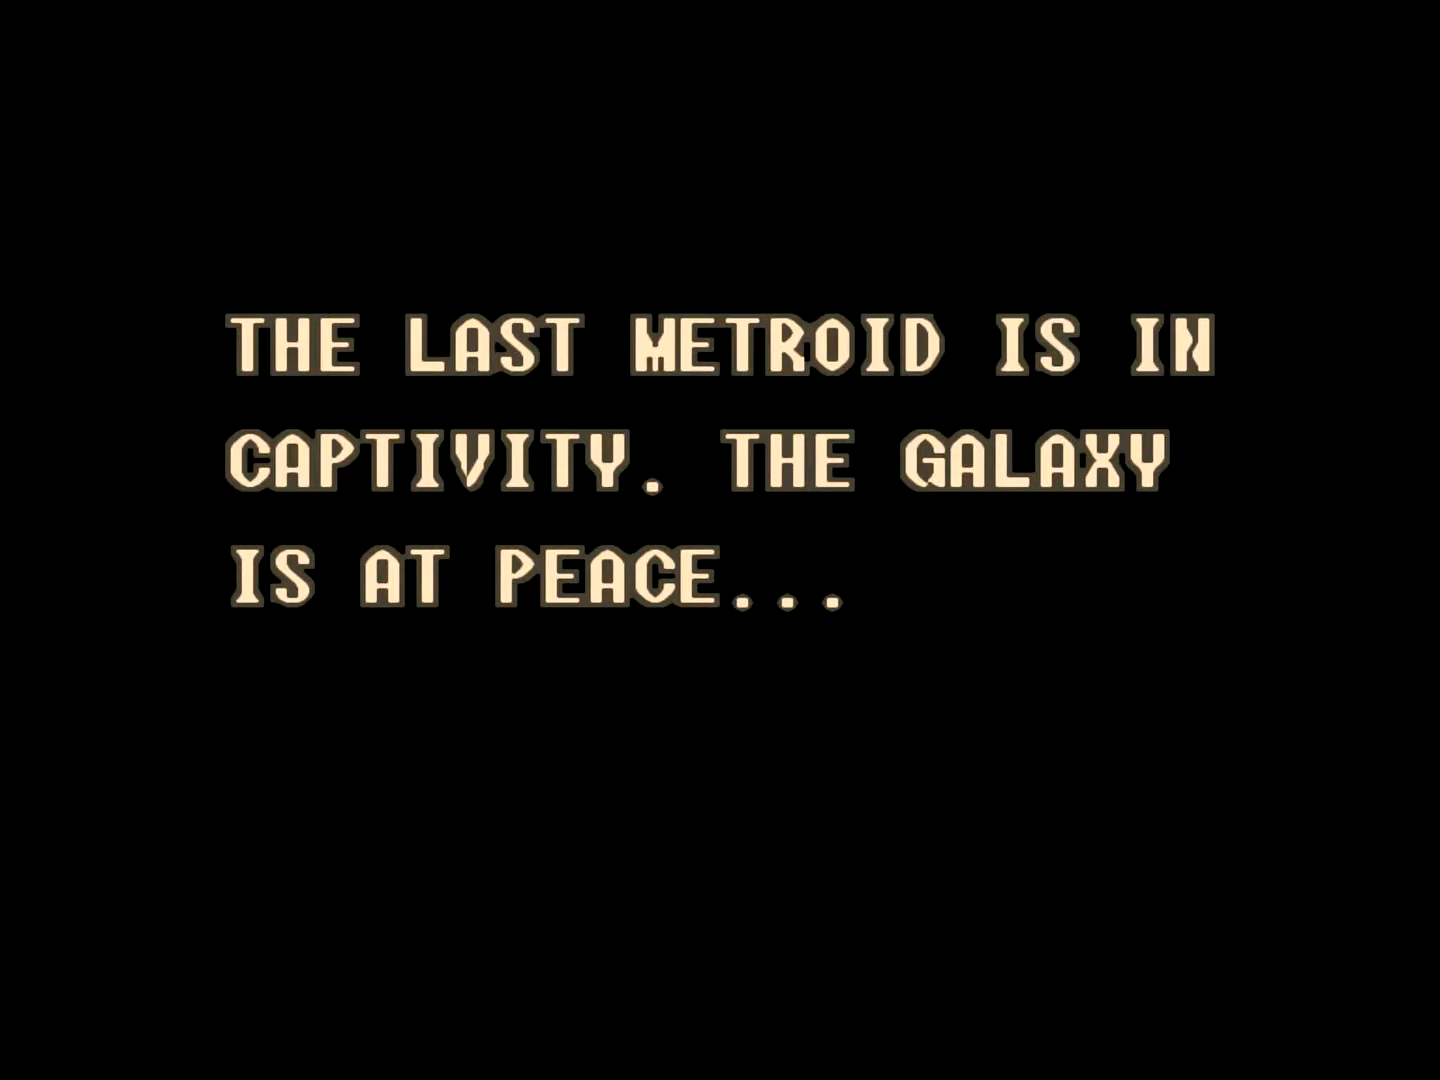 THE LAST METROID IS IN
CAPTIVITY. THE GALAXY
IS AT PEACE...